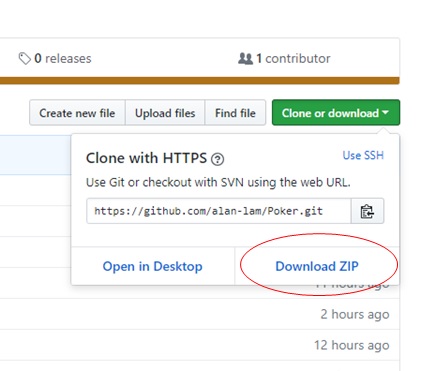 0 releases
1 contributor
Create new file
Upload files
Find file
Clone or download
Clone with HTTPS
Use SSH
Use Git or checkout with SVN using the web URL.
https://github.com/alan-lam/Poker.git
Open in Desktop
Download ZIP
11 hours ago
2 hours ago
12 hours ago